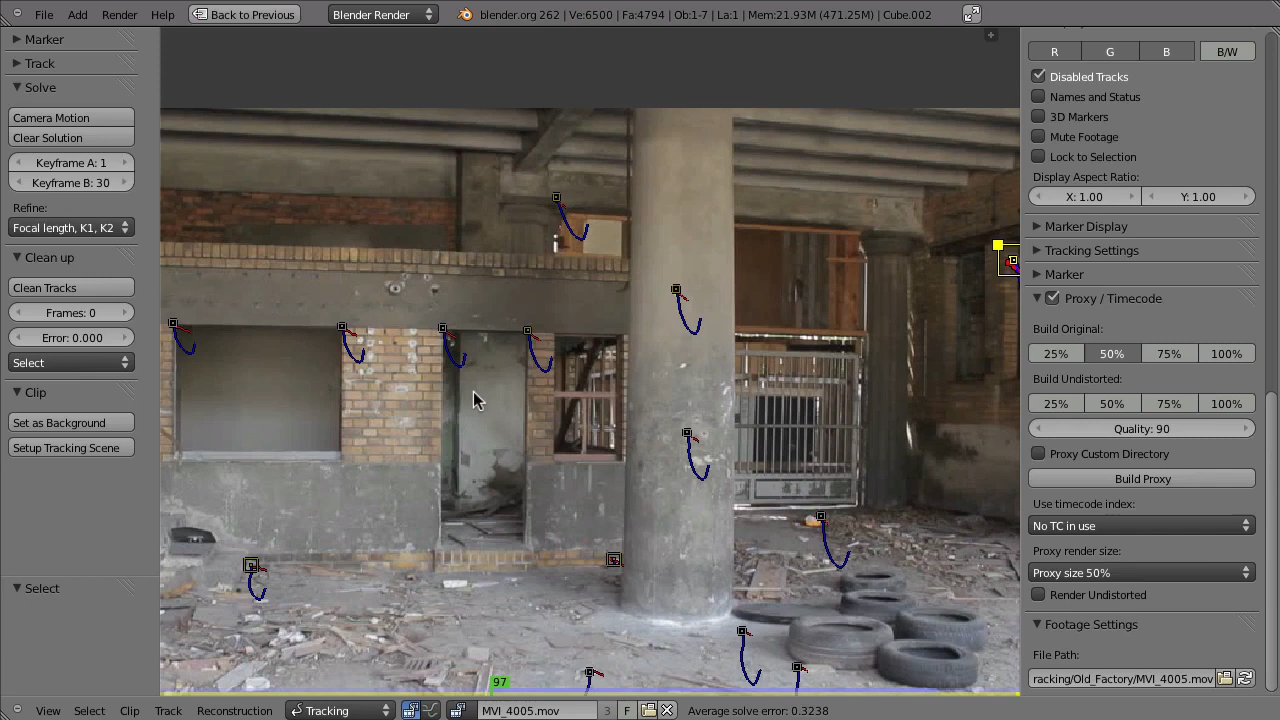 File Add Render Help Back to Previous Blender Render blender.org 262 | Ve:6500 | Fa:4794 | Ob:1-7 | La:1 | Mem:21.93M (471.25M) | Cube.002
Marker
Track
Solve
Camera Motion
Clear Solution
Keyframe A: 1
Keyframe B: 30
Refine:
Focal length, K1, K2
Clean up
Clean Tracks
Frames: 0
Error: 0.000
Select
Clip
Set as Background
Setup Tracking Scene
Select
97
R G B B/W
Disabled Tracks
Names and Status
3D Markers
Mute Footage
Lock to Selection
Display Aspect Ratio:
X: 1.00 Y: 1.00
Marker Display
Tracking Settings
Marker
Proxy / Timecode
Build Original:
25% 50% 75% 100%
Build Undistorted:
25% 50% 75% 100%
Quality: 90
Proxy Custom Directory
Build Proxy
Use timecode index:
No TC in use
Proxy render size:
Proxy size 50%
Render Undistorted
Footage Settings
File Path:
racking/Old_Factory/MVI_4005.mov
View Select Clip Track Reconstruction Tracking MVI_4005.mov 3 F Average solve error: 0.3238